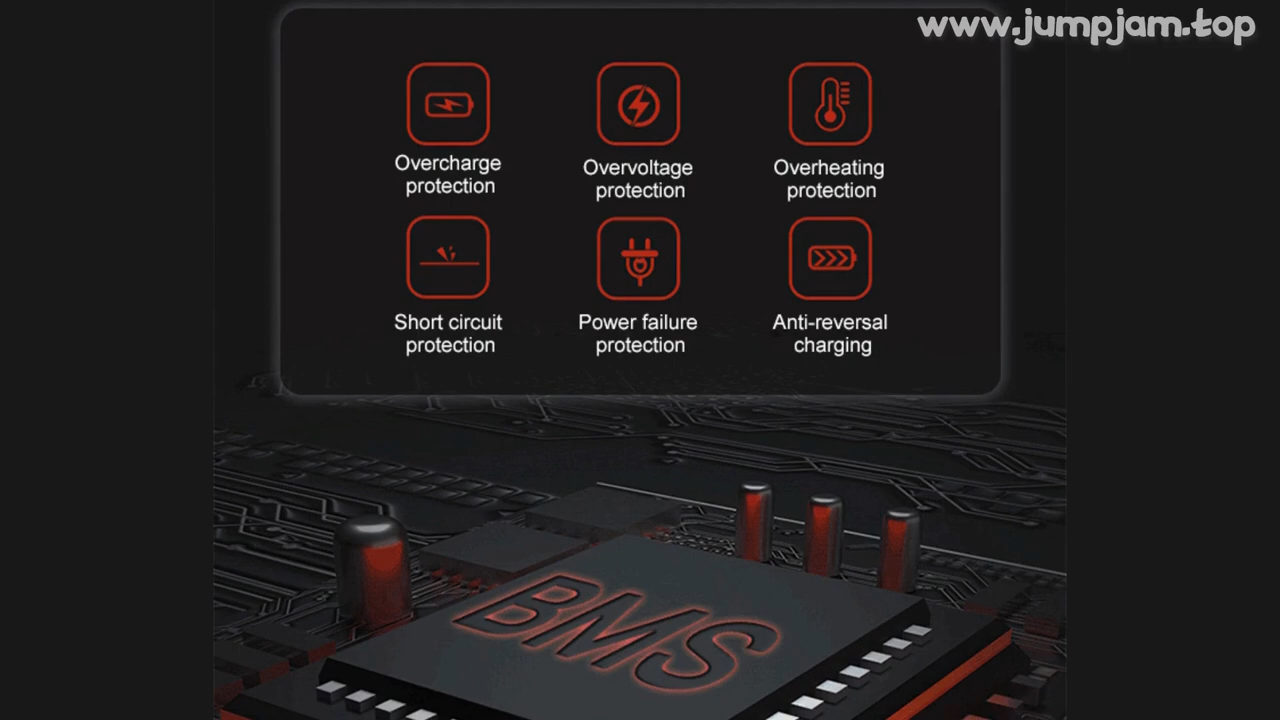 www.jumpjam.top
Overcharge
protection
Overvoltage
protection
Overheating
protection
Short circuit
protection
Power failure
protection
Anti-reversal
charging
BMS